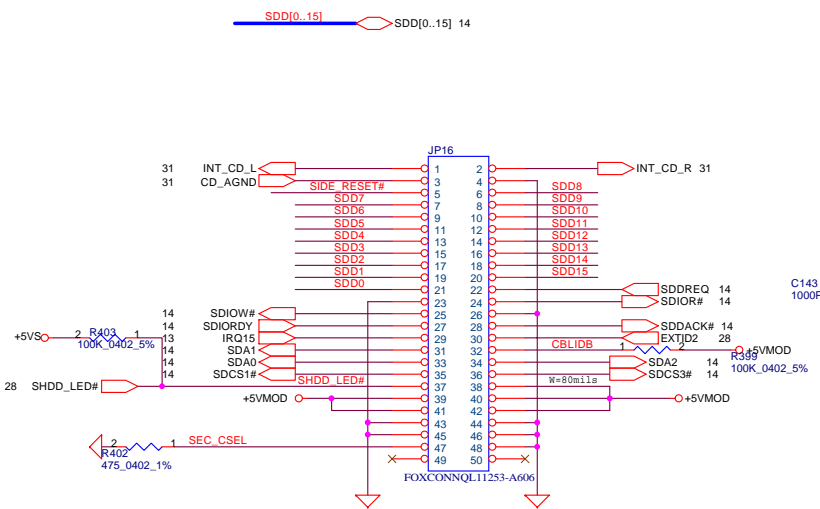 SDD[0..15]
SDD[0..15] 14
JP16
31 INT_CD_L 1 2 INT_CD_R 31
31 CD_AGND 3 4
SIDE_RESET# 5 6 SDD8
SDD7 7 8 SDD9
SDD6 9 10 SDD10
SDD5 11 12 SDD11
SDD4 13 14 SDD12
SDD3 15 16 SDD13
SDD2 17 18 SDD14
SDD1 19 20 SDD15
SDD0 21 22 SDDREQ 14
23 24 SDIOR# 14
14 SDIOW# 25 26
14 SDIORDY 27 28 SDDACK# 14
13 IRQ15 29 30 EXTID2 28
14 SDA1 31 32 CBLIDB 1 2 +5VMOD
14 SDA0 33 34 SDA2 14
14 SDCS1# 35 36 SDCS3# 14
28 SHDD_LED# SHDD_LED# 37 38 W=80mils
+5VMOD 39 40 +5VMOD
41 42
43 44
45 46
2 1 SEC_CSEL 47 48
49 50
FOXCONNQL11253-A606
+5VS 2 1
R403
100K_0402_5%
R399
100K_0402_5%
R402
475_0402_1%
C143